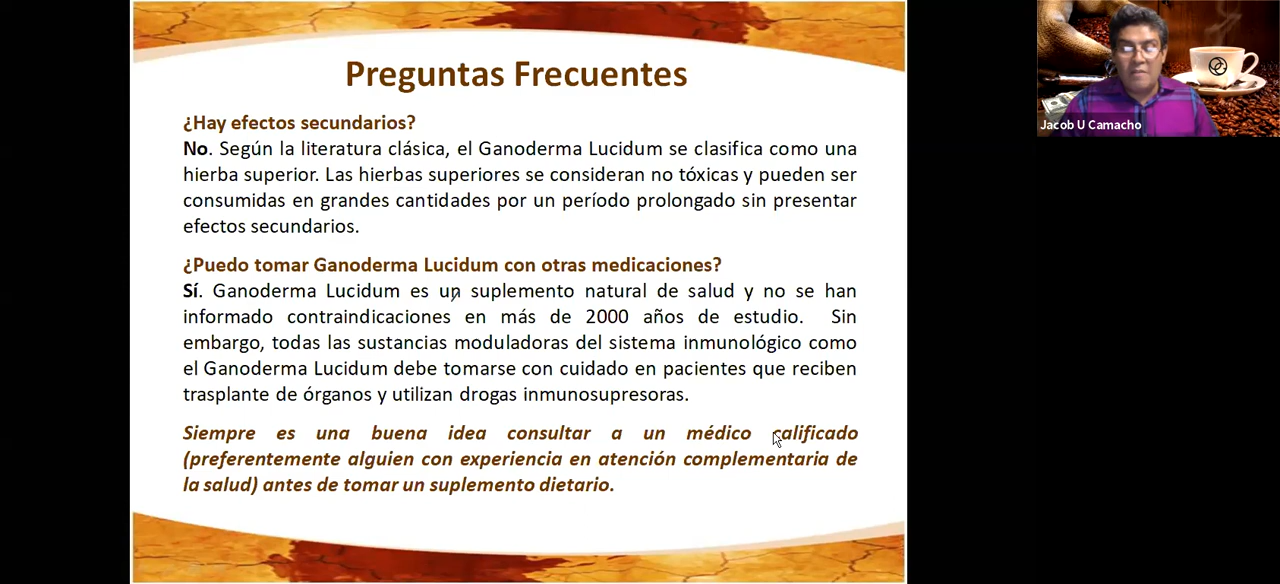 Preguntas Frecuentes
¿Hay efectos secundarios?
No. Según la literatura clásica, el Ganoderma Lucidum se clasifica como una
hierba superior. Las hierbas superiores se consideran no tóxicas y pueden ser
consumidas en grandes cantidades por un período prolongado sin presentar
efectos secundarios.
¿Puedo tomar Ganoderma Lucidum con otras medicaciones?
Sí. Ganoderma Lucidum es un suplemento natural de salud y no se han
informado contraindicaciones en más de 2000 años de estudio. Sin
embargo, todas las sustancias moduladoras del sistema inmunológico como
el Ganoderma Lucidum debe tomarse con cuidado en pacientes que reciben
trasplante de órganos y utilizan drogas inmunosupresoras.
Siempre es una buena idea consultar a un médico calificado
(preferentemente alguien con experiencia en atención complementaria de
la salud) antes de tomar un suplemento dietario.
Jacob U Camacho